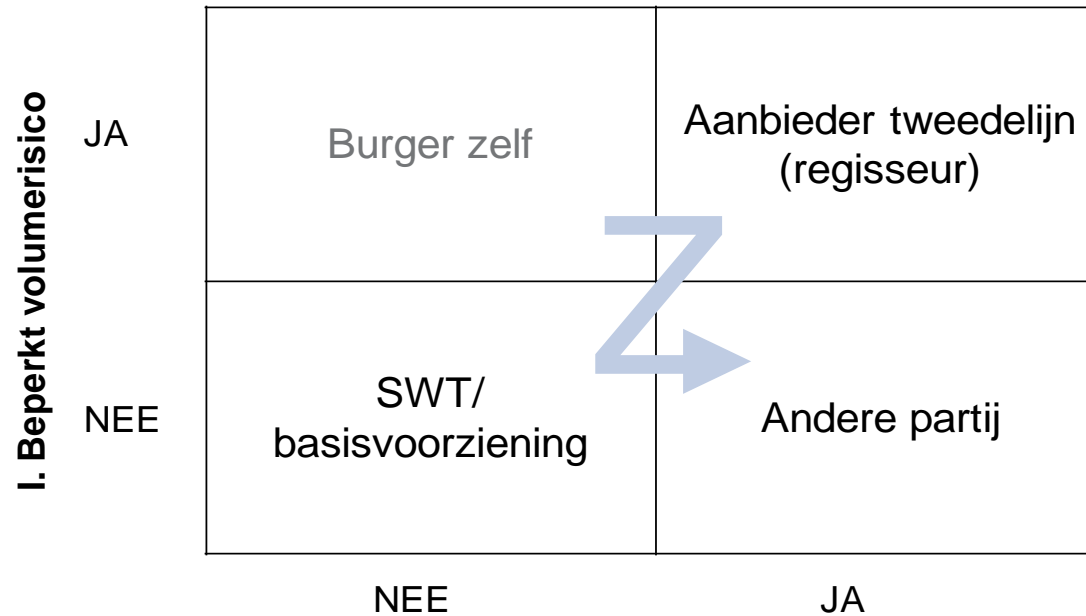 I. Beperkt volumerisico
JA
Burger zelf
Aanbieder tweedelijn
(regisseur)
NEE
SWT/
basisvoorziening
Andere partij
NEE
JA